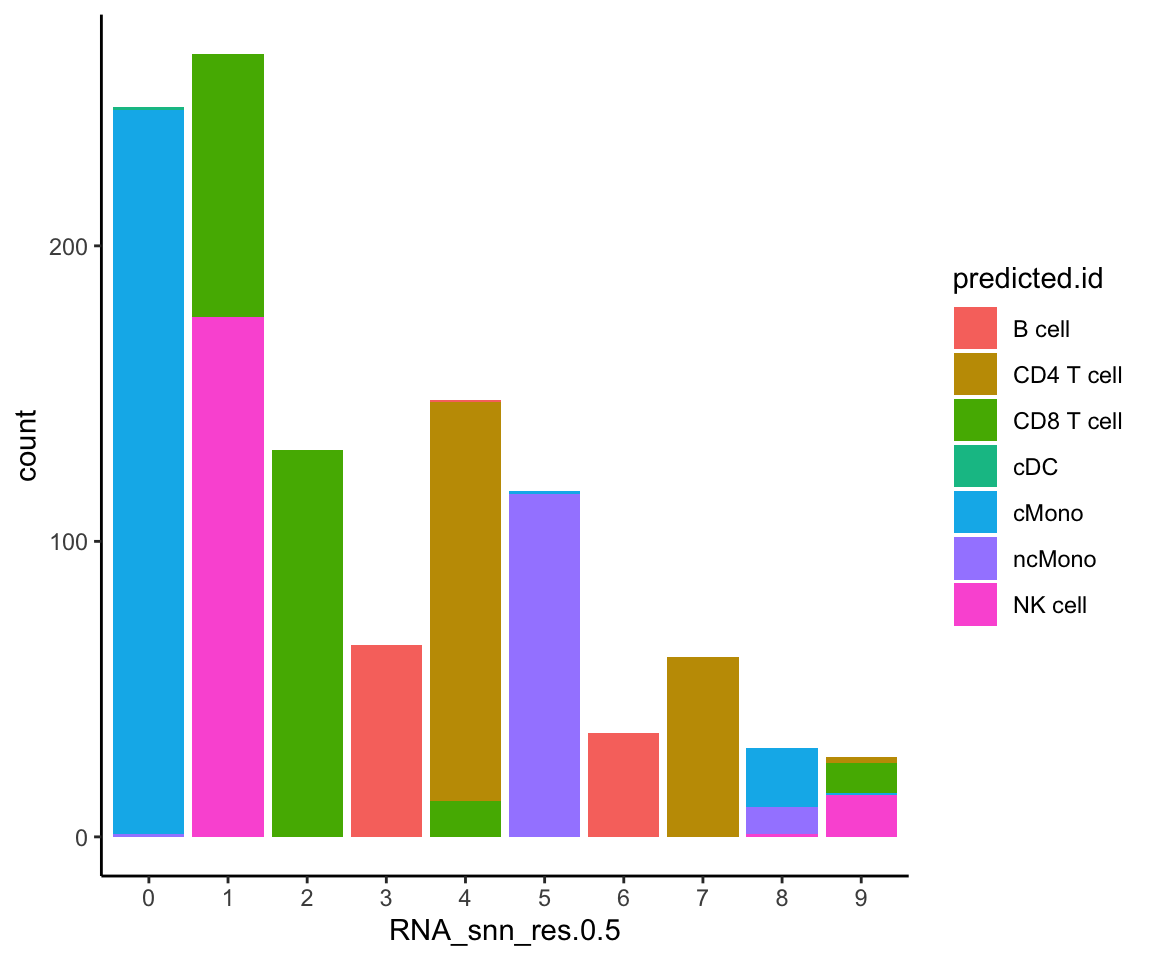 count
200
100
0
0 1 2 3 4 5 6 7 8 9
RNA_snn_res.0.5
predicted.id
B cell
CD4 T cell
CD8 T cell
cDC
cMono
ncMono
NK cell